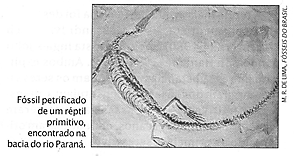 Fóssil petrificado
de um réptil
primitivo,
encontrado na
bacia do rio Paraná.
M. R. DE LIMA, FÓSSEIS DO BRASIL.